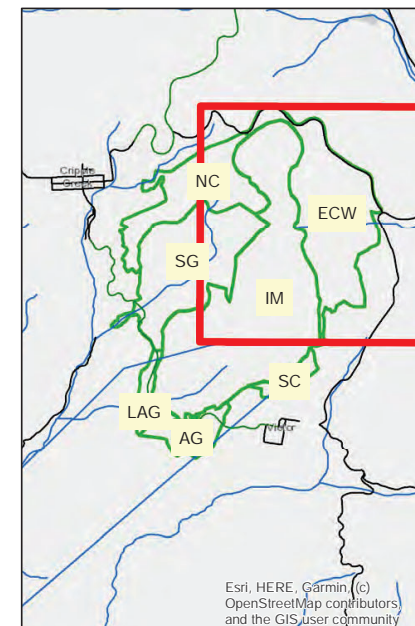 Cripple
Creek
NC
ECW
SG
IM
SC
LAG
AG
Victor
Esri, HERE, Garmin, (c)
OpenStreetMap contributors,
and the GIS user community